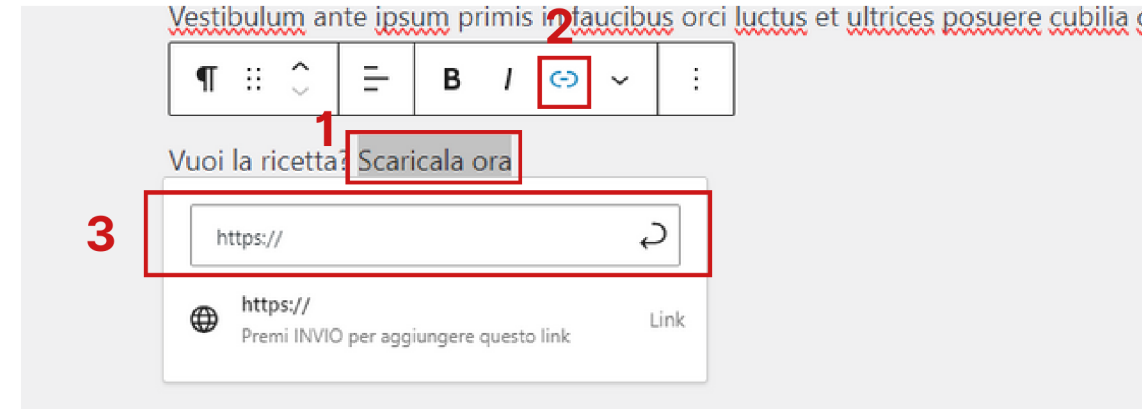 Vestibulum ante ipsum primis in faucibus orci luctus et ultrices posuere cubilia
2
B I
1
Vuoi la ricetta? Scaricala ora
3
https://
https://
Premi INVIO per aggiungere questo link
Link